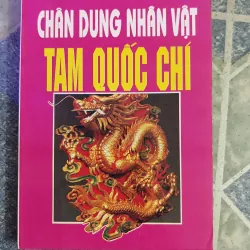 CHÂN DUNG NHÂN VẬT
TAM QUỐC CHÍ